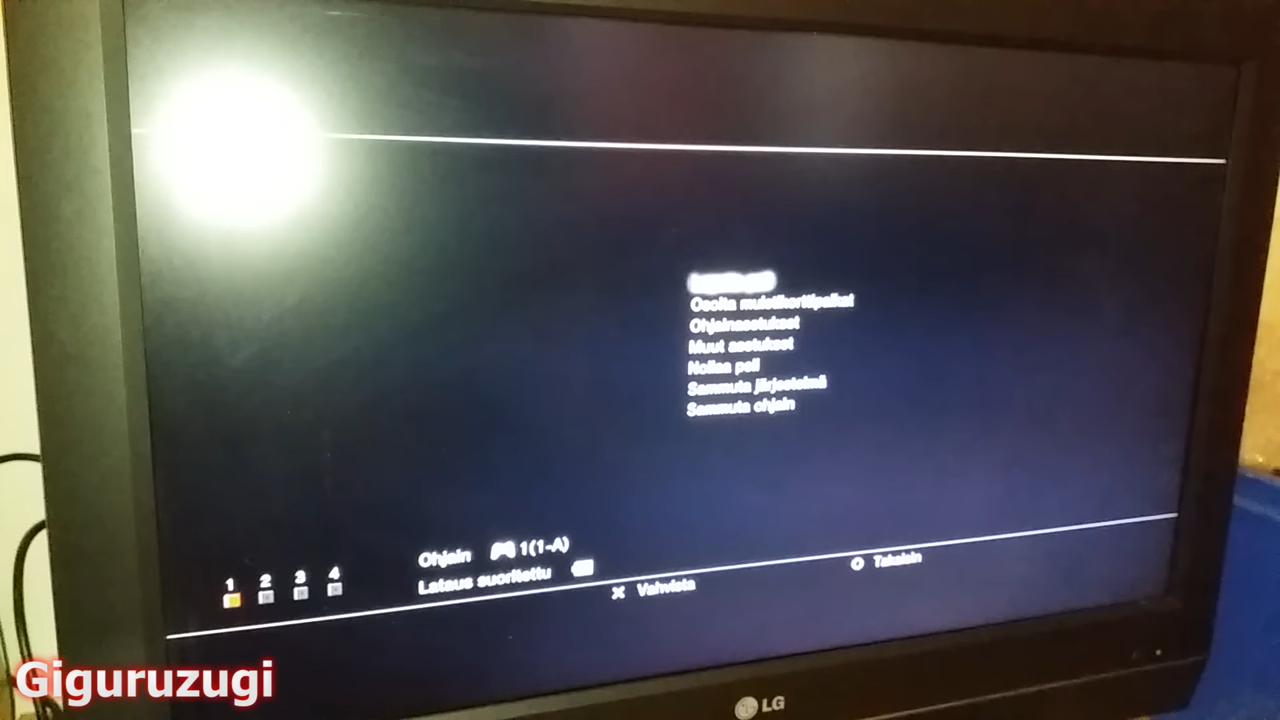 Osoita muistikorttipaikat
Ohjainasetukset
Muut asetukset
Nollaa peli
Sammuta järjestelmä
Sammuta ohjain
Ohjain 1(1-A)
Lataus suoritettu
1 2 3 4
Vahvista
Takaisin
Giguruzugi
LG